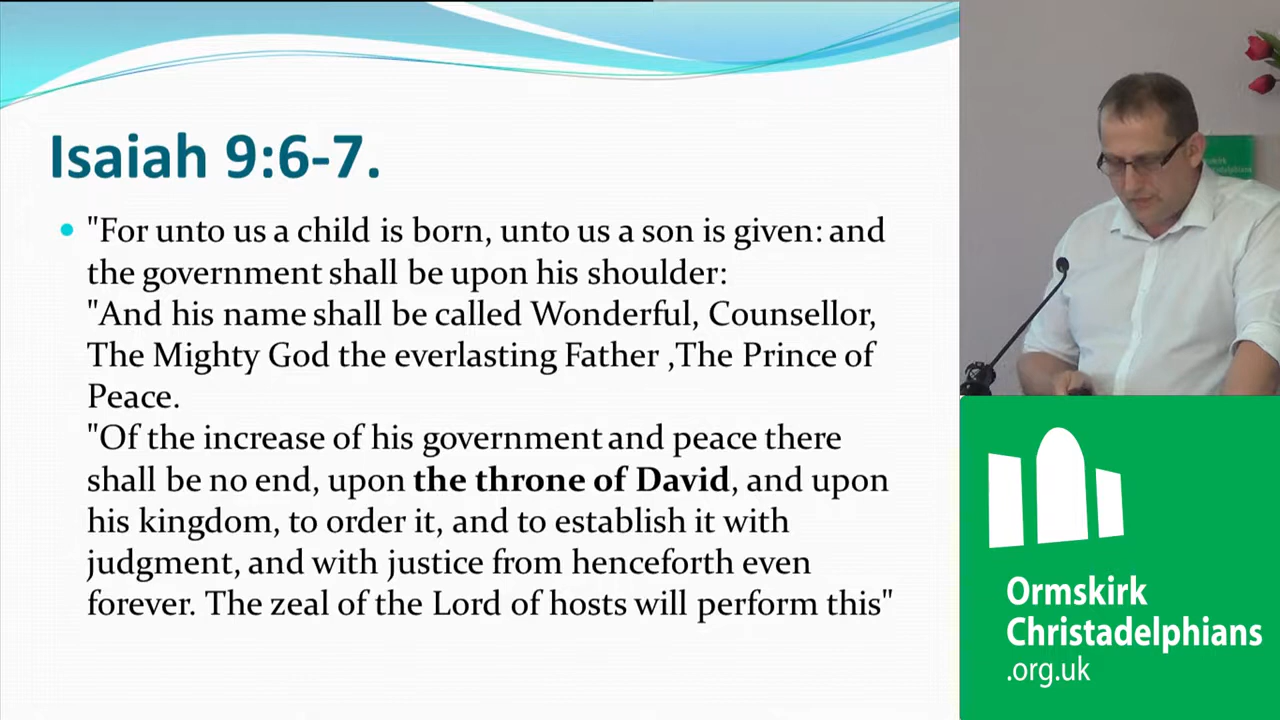 Isaiah 9:6-7.
"For unto us a child is born, unto us a son is given: and
the government shall be upon his shoulder:
"And his name shall be called Wonderful, Counsellor,
The Mighty God the everlasting Father ,The Prince of
Peace.
"Of the increase of his government and peace there
shall be no end, upon the throne of David, and upon
his kingdom, to order it, and to establish it with
judgment, and with justice from henceforth even
forever. The zeal of the Lord of hosts will perform this"
Ormskirk
Christadelphians
.org.uk